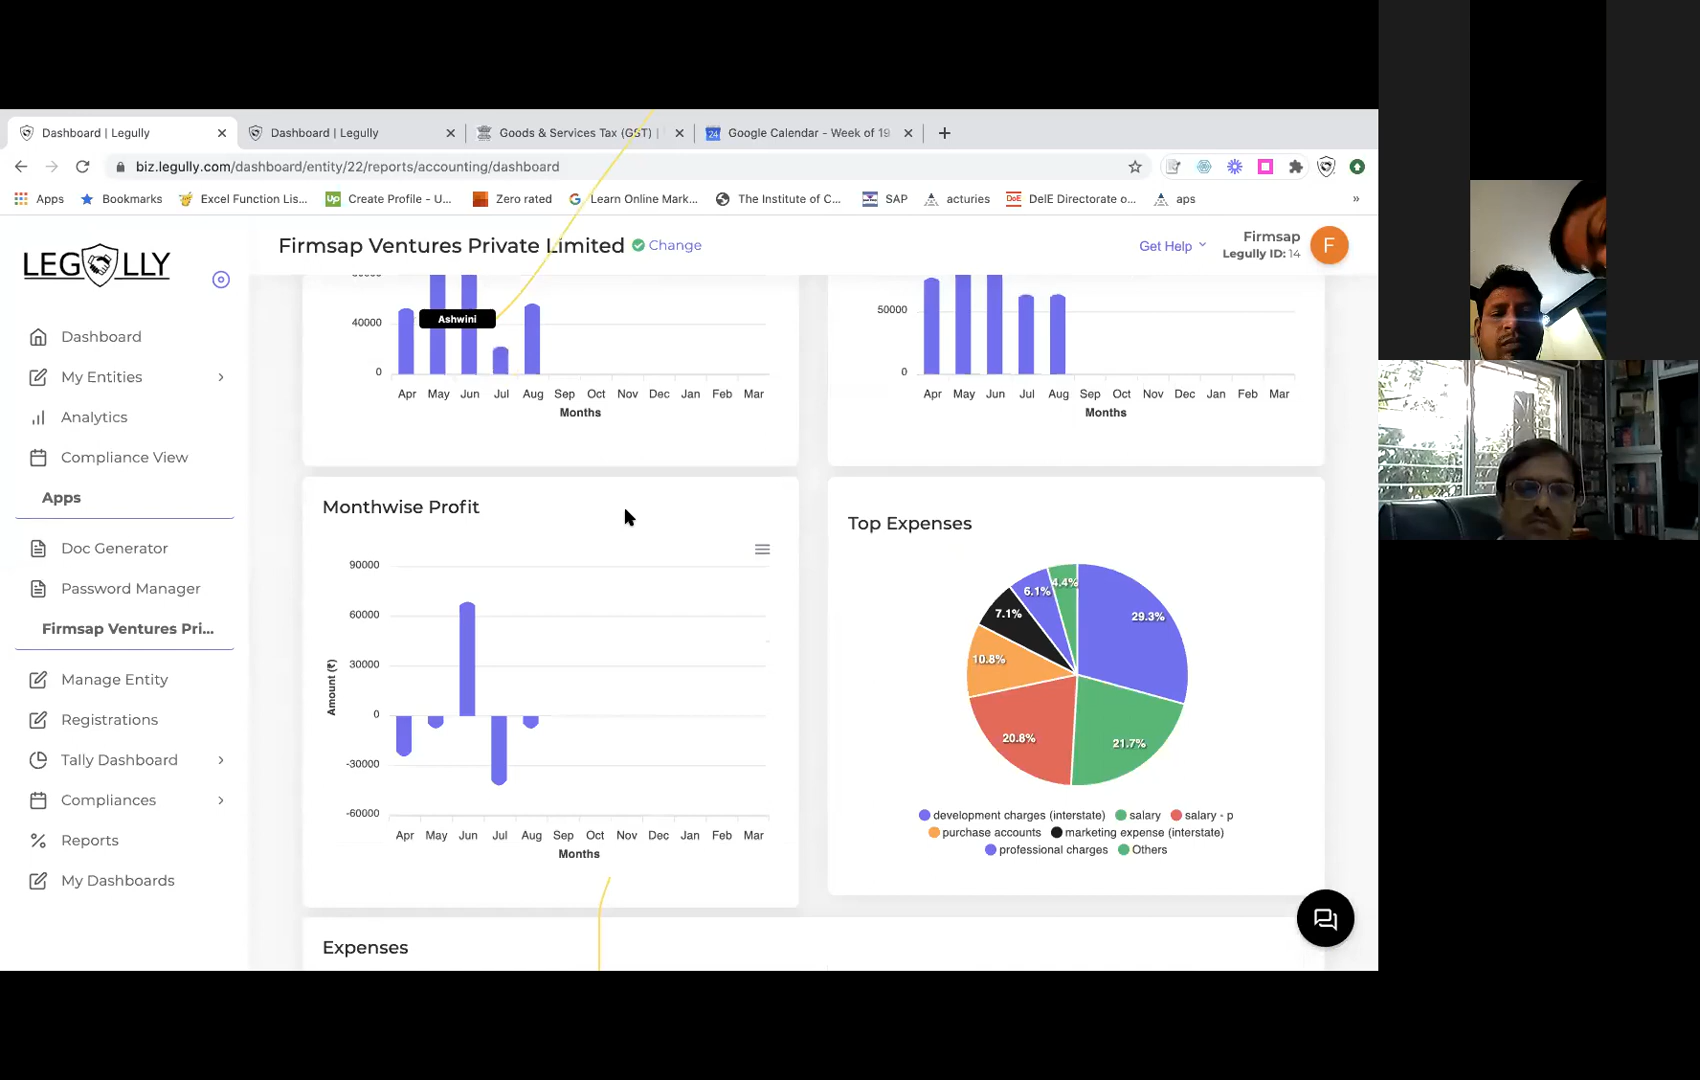 Dashboard | Legully
Dashboard | Legully
Goods & Services Tax (GST) |
24 Google Calendar - Week of 19
biz.legully.com/dashboard/entity/22/reports/accounting/dashboard
Apps Bookmarks Excel Function Lis... Up Create Profile - U... Zero rated G Learn Online Mark... The Institute of C... SAP acturies DoE DelE Directorate o... aps »
LEGULLY
Firmsap Ventures Private Limited Change
Get Help
Firmsap
Legully ID: 14
F
Dashboard
My Entities
Analytics
Compliance View
Apps
Doc Generator
Password Manager
Firmsap Ventures Pri...
Manage Entity
Registrations
Tally Dashboard
Compliances
Reports
My Dashboards
40000
0
Ashwini
Apr May Jun Jul Aug Sep Oct Nov Dec Jan Feb Mar
Months
50000
0
Apr May Jun Jul Aug Sep Oct Nov Dec Jan Feb Mar
Months
Monthwise Profit
Amount (₹)
90000
60000
30000
0
-30000
-60000
Apr May Jun Jul Aug Sep Oct Nov Dec Jan Feb Mar
Months
Top Expenses
29.3%
21.7%
20.8%
10.8%
7.1%
6.1%
4.4%
development charges (interstate) salary salary - p
purchase accounts marketing expense (interstate)
professional charges Others
Expenses